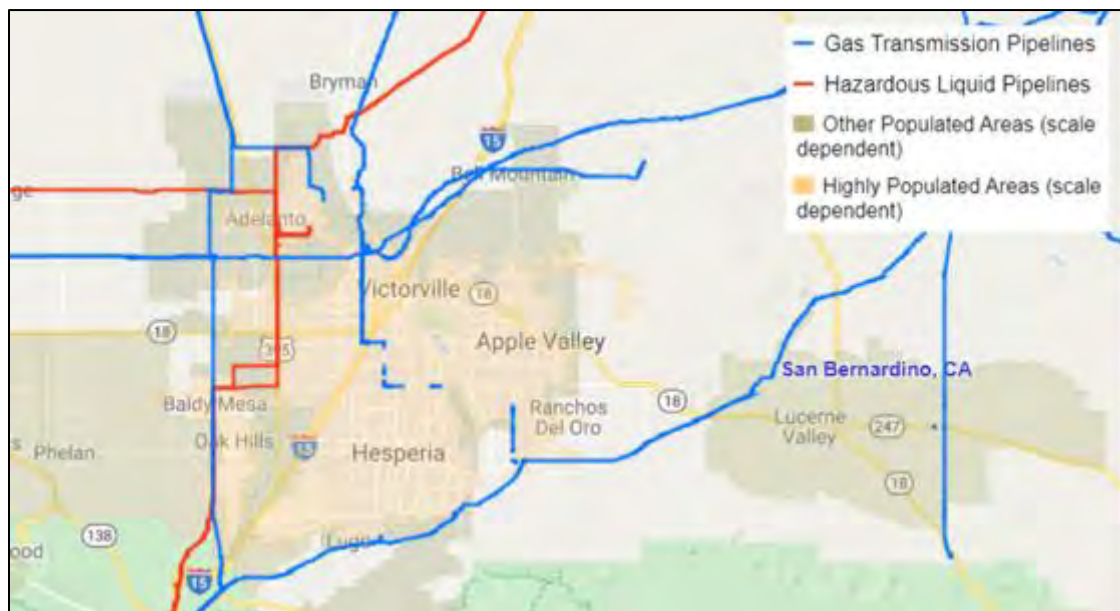 Bryman
Gas Transmission Pipelines
Hazardous Liquid Pipelines
Other Populated Areas (scale
dependent)
Highly Populated Areas (scale
dependent)
15
Bell Mountain
Adelanto
Victorville
18
18
395
Apple Valley
San Bernardino, CA
Baldy Mesa
Ranchos
Del Oro
18
Lucerne
Valley
247
Oak Hills
15
Phelan
Hesperia
18
138
Lugo
15